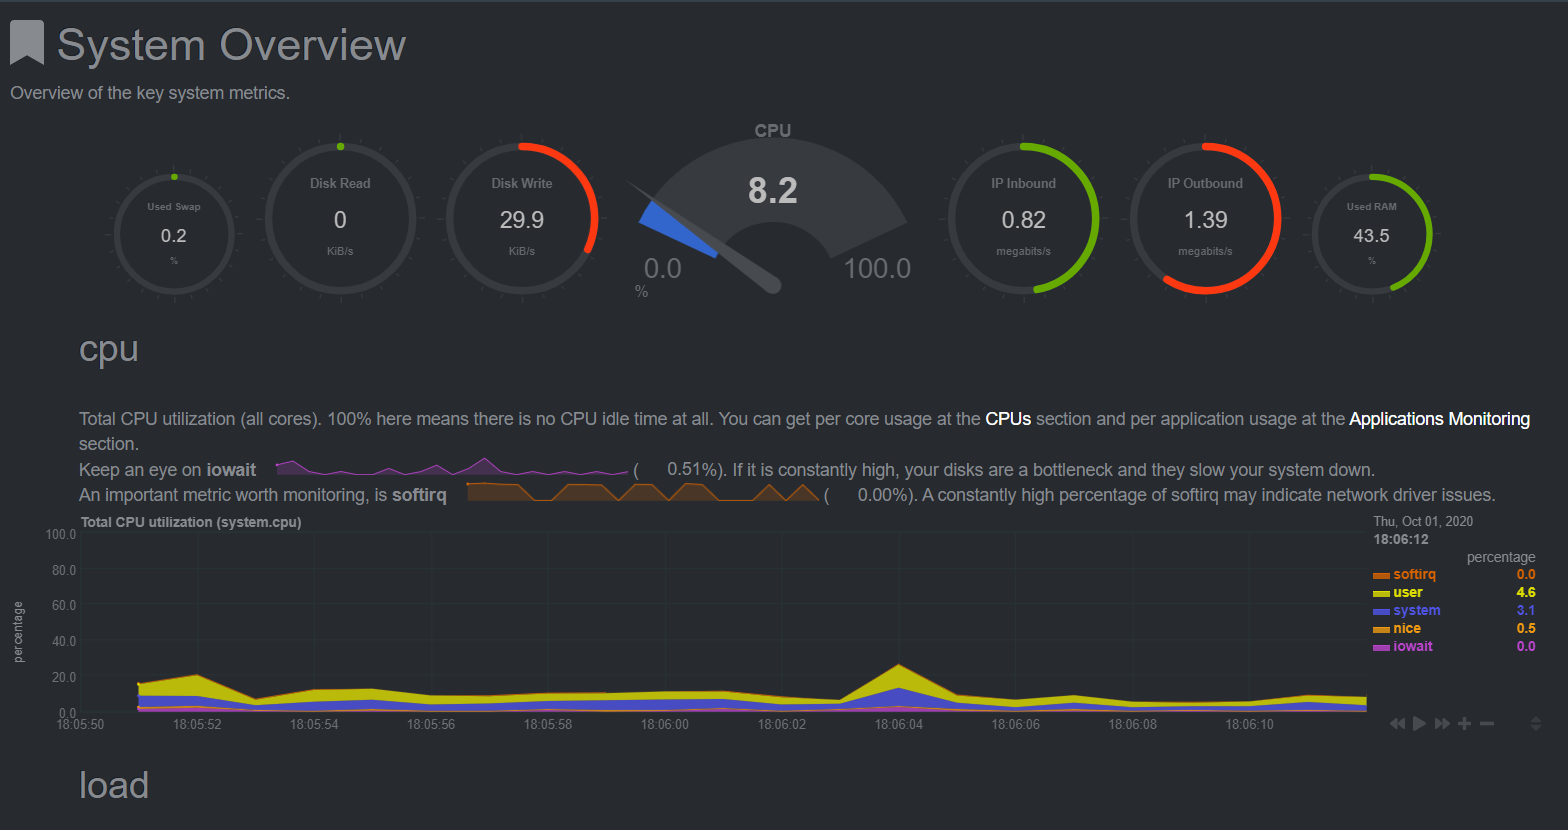 System Overview
Overview of the key system metrics.
Used Swap
0.2
%
Disk Read
0
KiB/s
Disk Write
29.9
KiB/s
CPU
8.2
0.0
100.0
%
IP Inbound
0.82
megabits/s
IP Outbound
1.39
megabits/s
Used RAM
43.5
%
cpu
Total CPU utilization (all cores). 100% here means there is no CPU idle time at all. You can get per core usage at the CPUs section and per application usage at the Applications Monitoring
section.
Keep an eye on iowait ( 0.51%). If it is constantly high, your disks are a bottleneck and they slow your system down.
An important metric worth monitoring, is softirq ( 0.00%). A constantly high percentage of softirq may indicate network driver issues.
Total CPU utilization (system.cpu)
percentage
100.0
80.0
60.0
40.0
20.0
0.0
18:05:50 18:05:52 18:05:54 18:05:56 18:05:58 18:06:00 18:06:02 18:06:04 18:06:06 18:06:08 18:06:10
Thu, Oct 01, 2020
18:06:12
percentage
softirq 0.0
user 4.6
system 3.1
nice 0.5
iowait 0.0
load